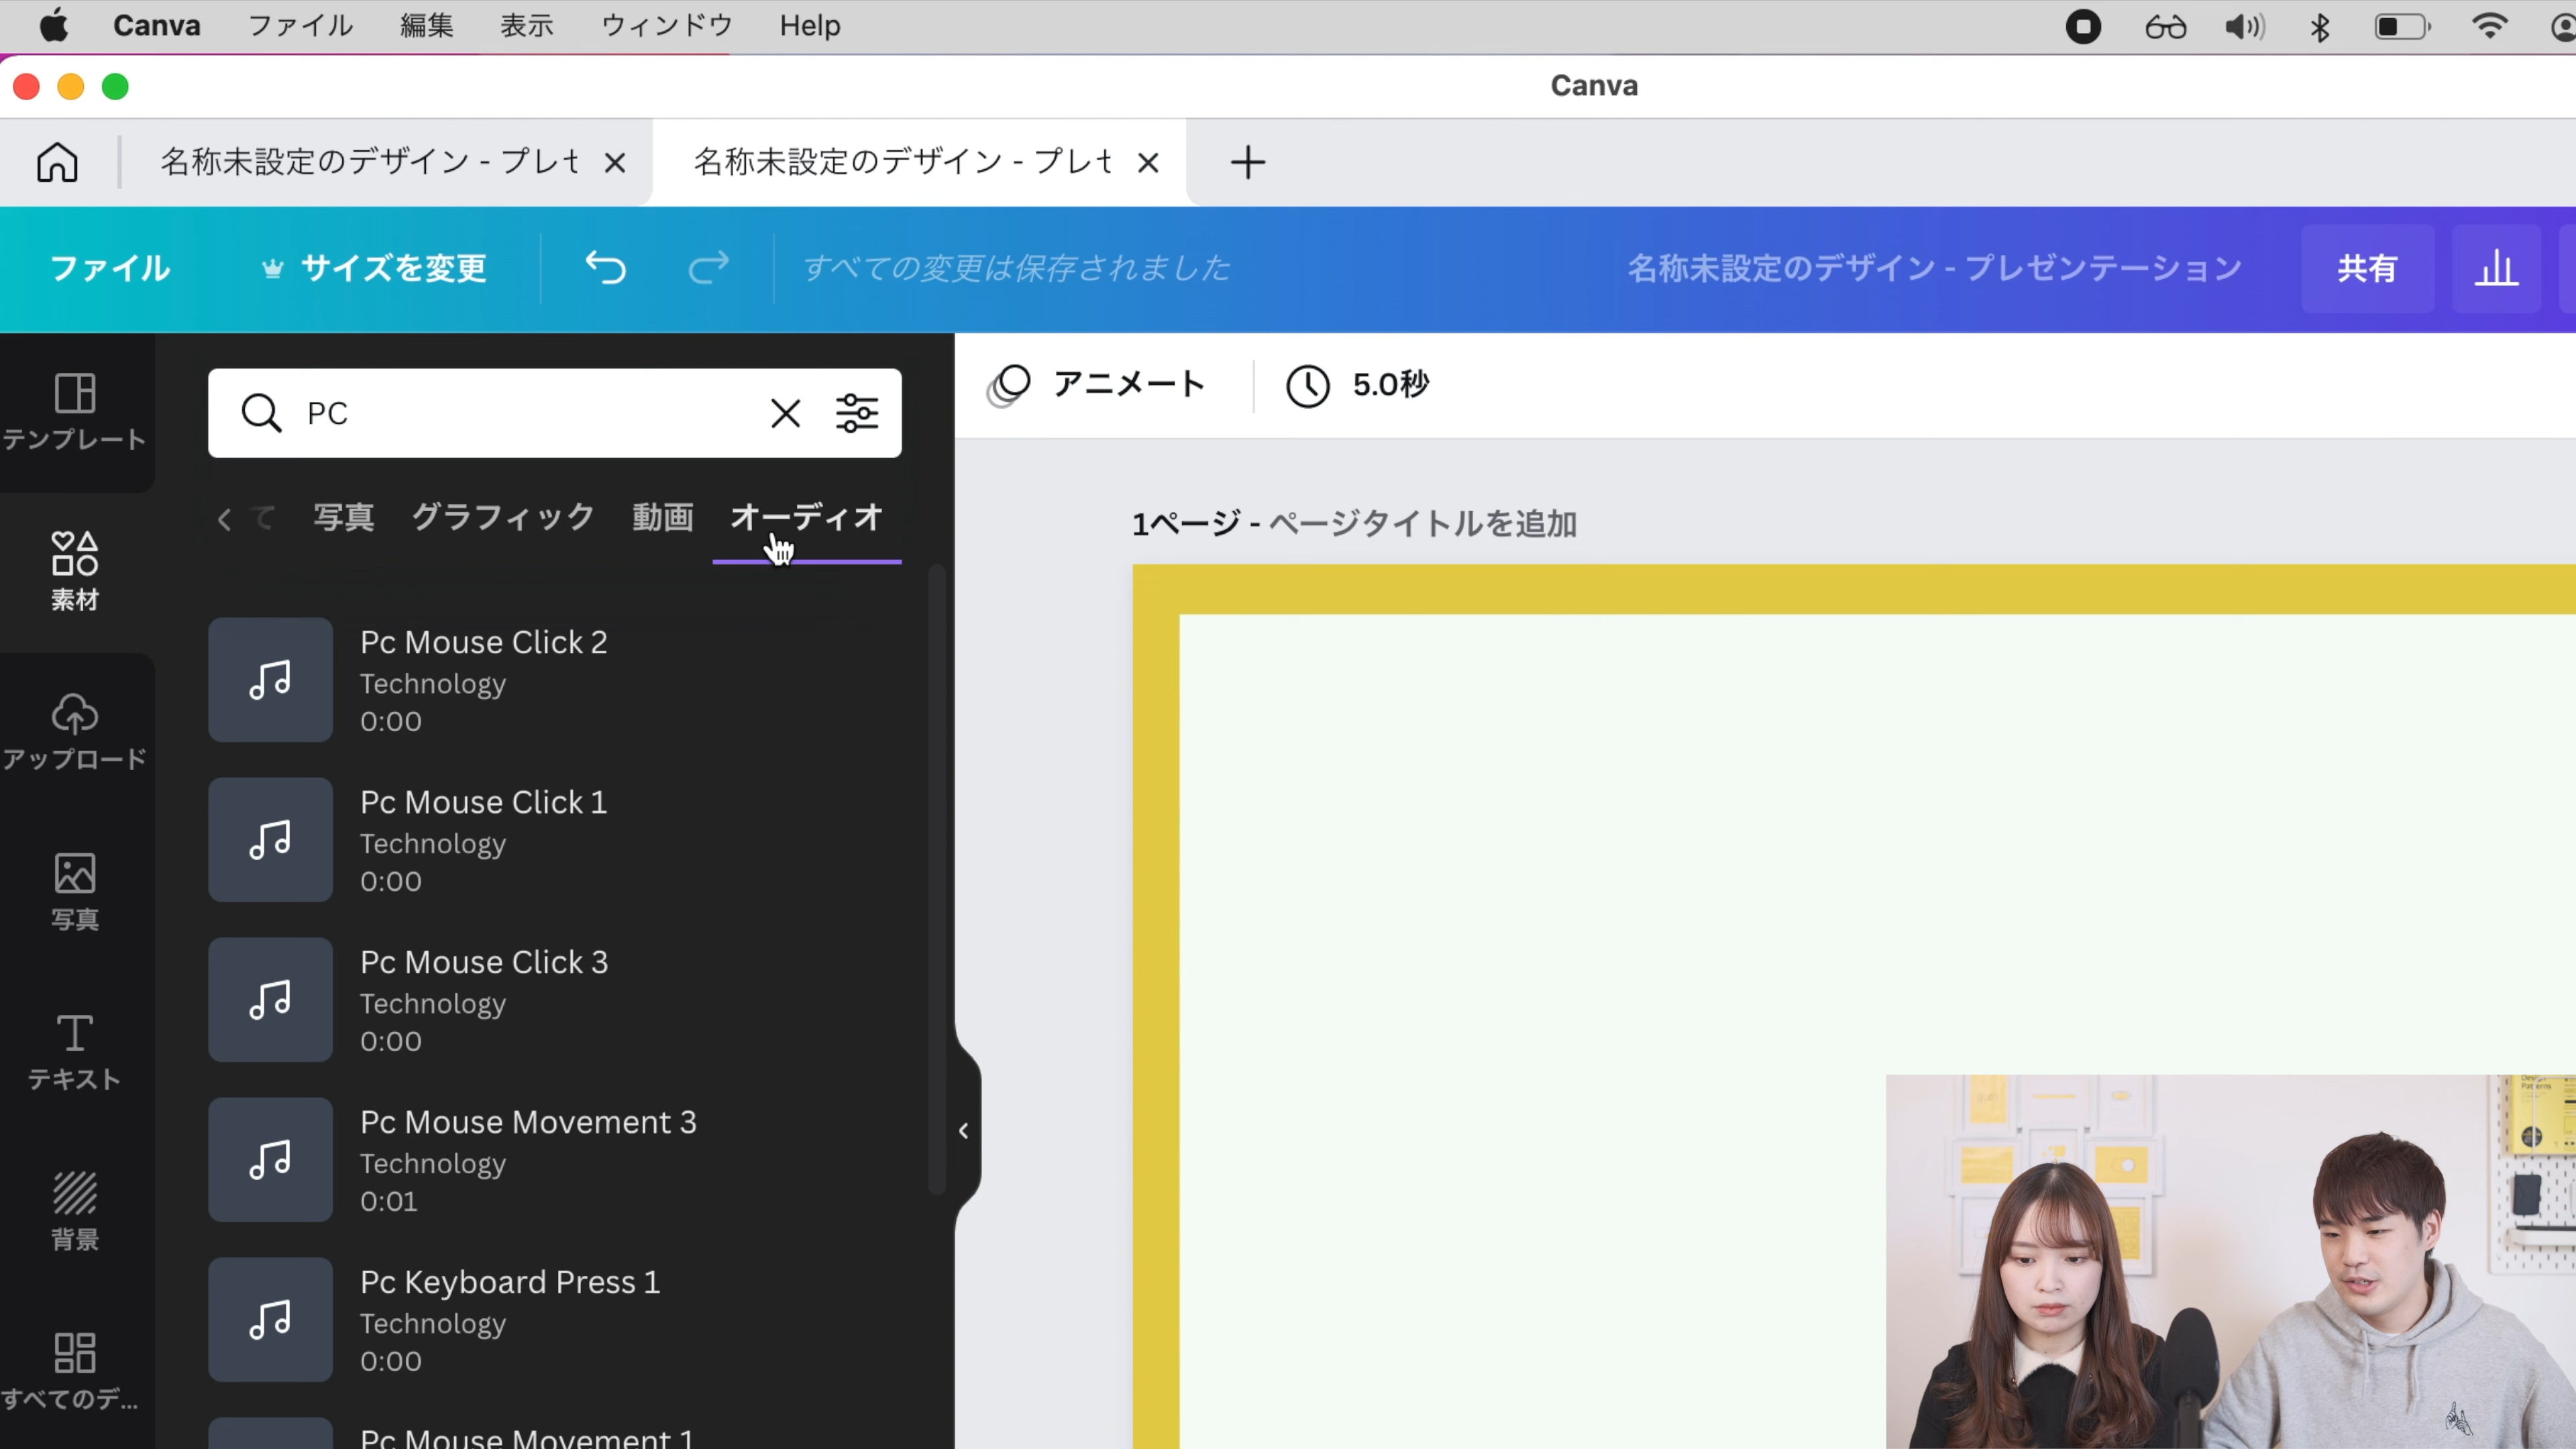 Canva ファイル 編集 表示 ウィンドウ Help
Canva
名称未設定のデザイン - プレ
名称未設定のデザイン - プレ
ファイル サイズを変更 すべての変更は保存されました 名称未設定のデザイン - プレゼンテーション 共有
テンプレート
素材
アップロード
写真
テキスト
背景
すべてのデ...
PC
て 写真 グラフィック 動画 オーディオ
Pc Mouse Click 2
Technology
0:00
Pc Mouse Click 1
Technology
0:00
Pc Mouse Click 3
Technology
0:00
Pc Mouse Movement 3
Technology
0:01
Pc Keyboard Press 1
Technology
0:00
Pc Mouse Movement 1
アニメート 5.0秒
1ページ - ページタイトルを追加